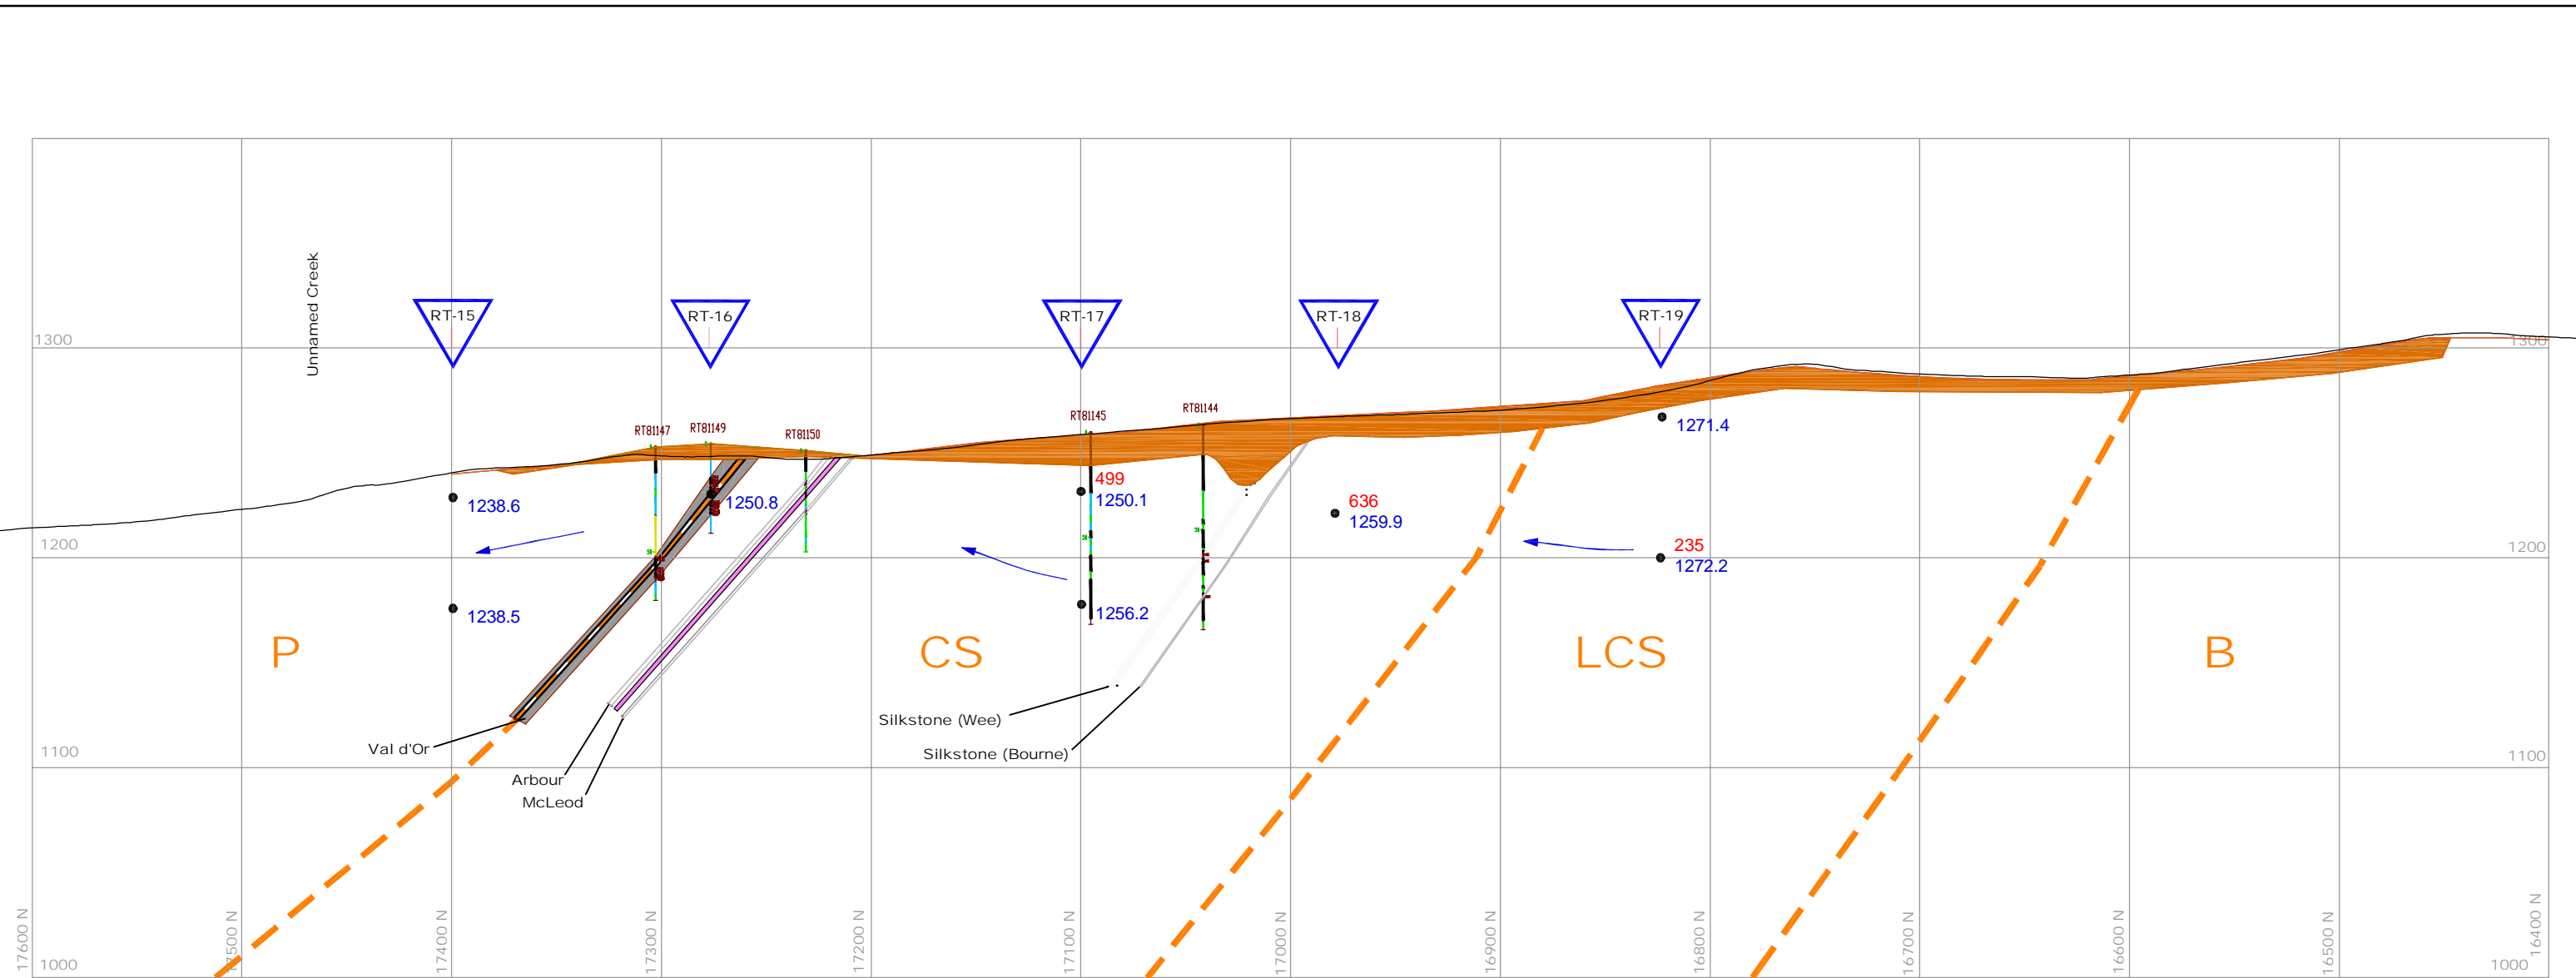 Unnamed Creek
RT-15
RT-16
RT-17
RT-18
RT-19
1300
1300
RT81147
RT81149
RT81150
RT81145
RT81144
1271.4
499
1238.6
1250.8
1250.1
636
1259.9
1200
235
1200
1272.2
1238.5
1256.2
P
CS
LCS
B
Silkstone (Wee)
Val d'Or
Silkstone (Bourne)
1100
1100
Arbour
McLeod
17600 N
17500 N
17400 N
17300 N
17200 N
17100 N
17000 N
16900 N
16800 N
16700 N
16600 N
16500 N
16400 N
1000
1000